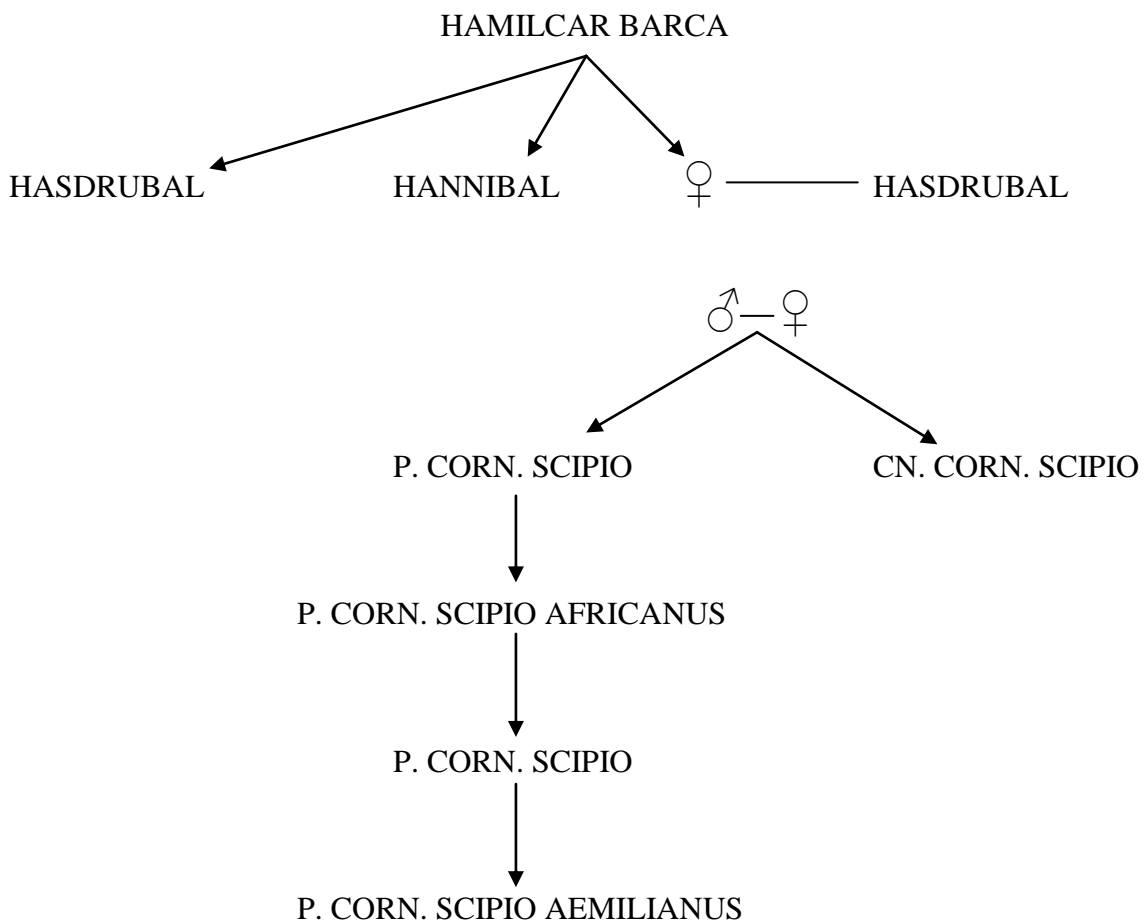 HAMILCAR BARCA
HASDRUBAL HANNIBAL ♀ HASDRUBAL
♂ ♀
P. CORN. SCIPIO CN. CORN. SCIPIO
P. CORN. SCIPIO AFRICANUS
P. CORN. SCIPIO
P. CORN. SCIPIO AEMILIANUS